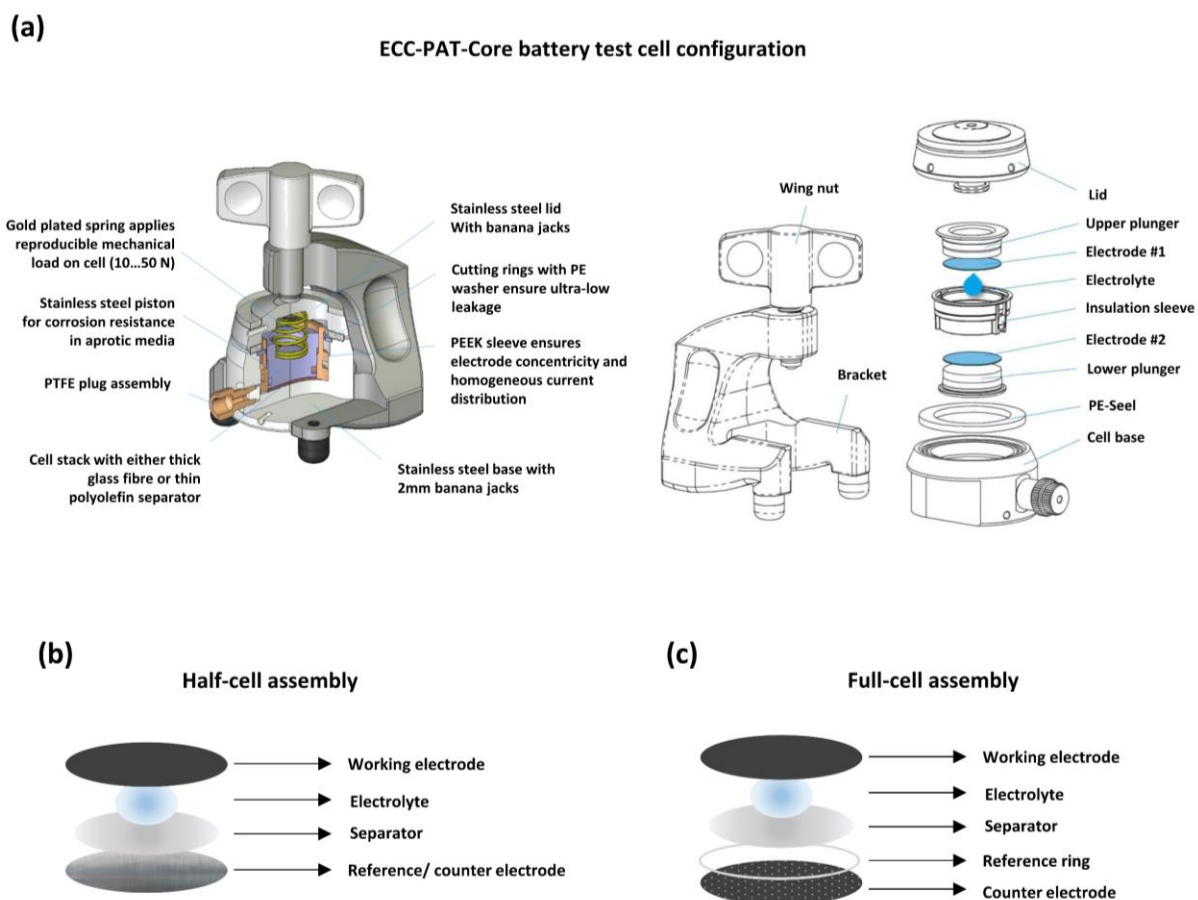 (a)
ECC-PAT-Core battery test cell configuration
Gold plated spring applies
reproducible mechanical
load on cell (10...50 N)
Stainless steel piston
for corrosion resistance
in aprotic media
PTFE plug assembly
Cell stack with either thick
glass fibre or thin
polyolefin separator
Stainless steel lid
With banana jacks
Cutting rings with PE
washer ensure ultra-low
leakage
PEEK sleeve ensures
electrode concentricity and
homogeneous current
distribution
Stainless steel base with
2mm banana jacks
Wing nut
Bracket
Lid
Upper plunger
Electrode #1
Electrolyte
Insulation sleeve
Electrode #2
Lower plunger
PE-Seel
Cell base
(b)
Half-cell assembly
Working electrode
Electrolyte
Separator
Reference/ counter electrode
(c)
Full-cell assembly
Working electrode
Electrolyte
Separator
Reference ring
Counter electrode